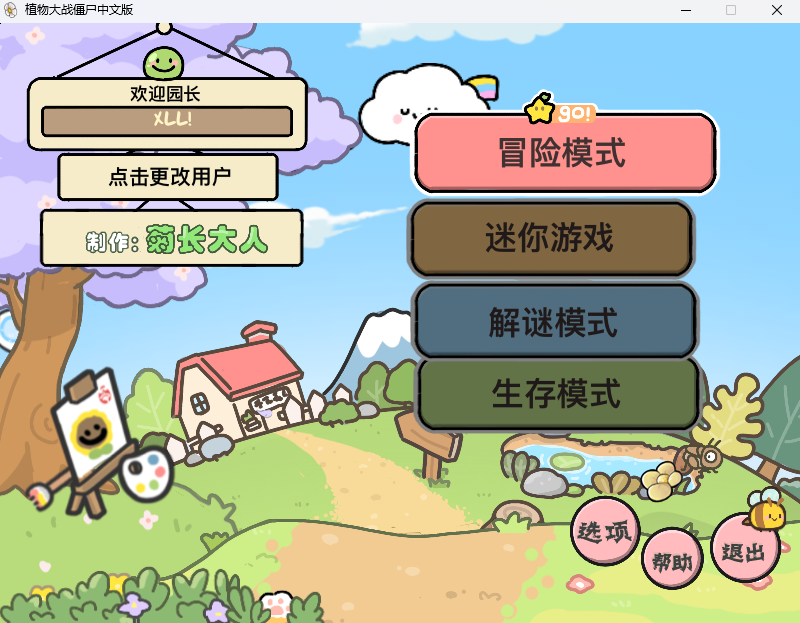 植物大战僵尸中文版
欢迎园长
XLL!
点击更改用户
制作: 菊长大人
go!
冒险模式
迷你游戏
解谜模式
生存模式
选项
帮助
退出